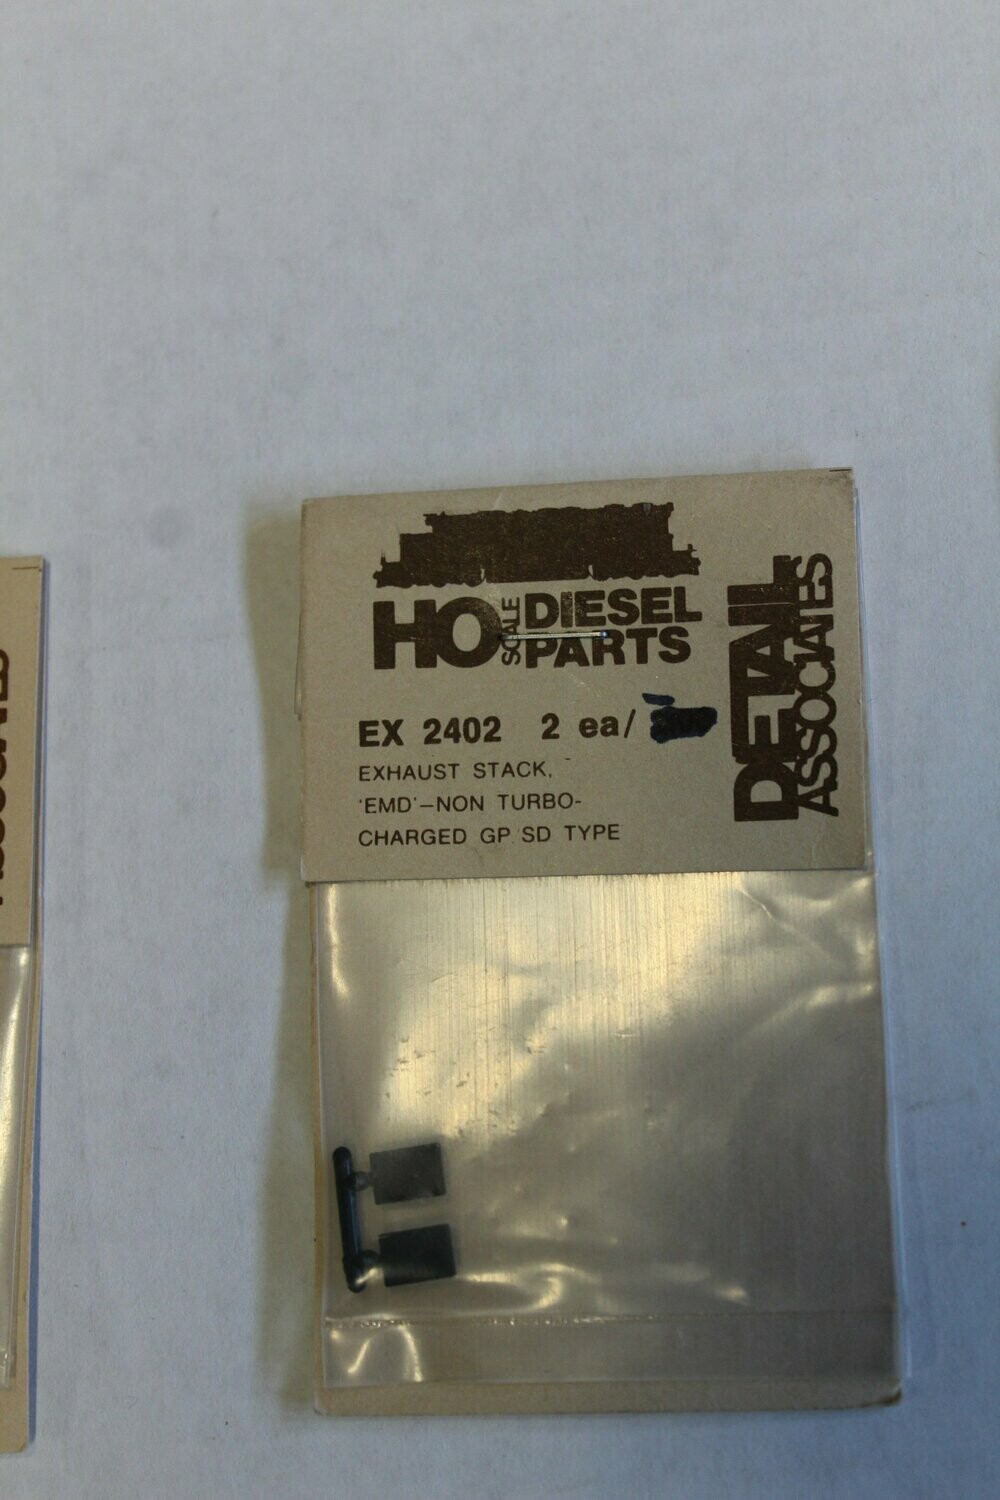 HO SCALE DIESEL PARTS
EX 2402 2 ea/
EXHAUST STACK,
'EMD'—NON TURBO-
CHARGED GP SD TYPE
DETAIL
ASSOCIATES